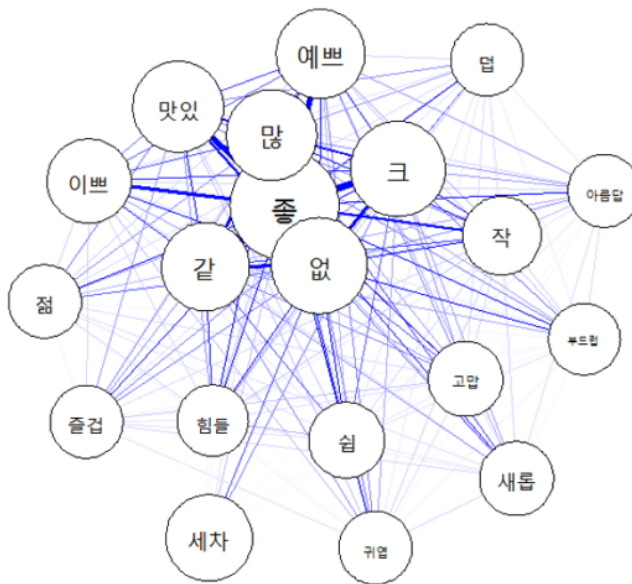 예쁘
덥
맛있
많
크
이쁘
아름답
좋
작
같
없
젊
부드럽
고맙
즐겁
힘들
쉽
새롭
세차
귀엽